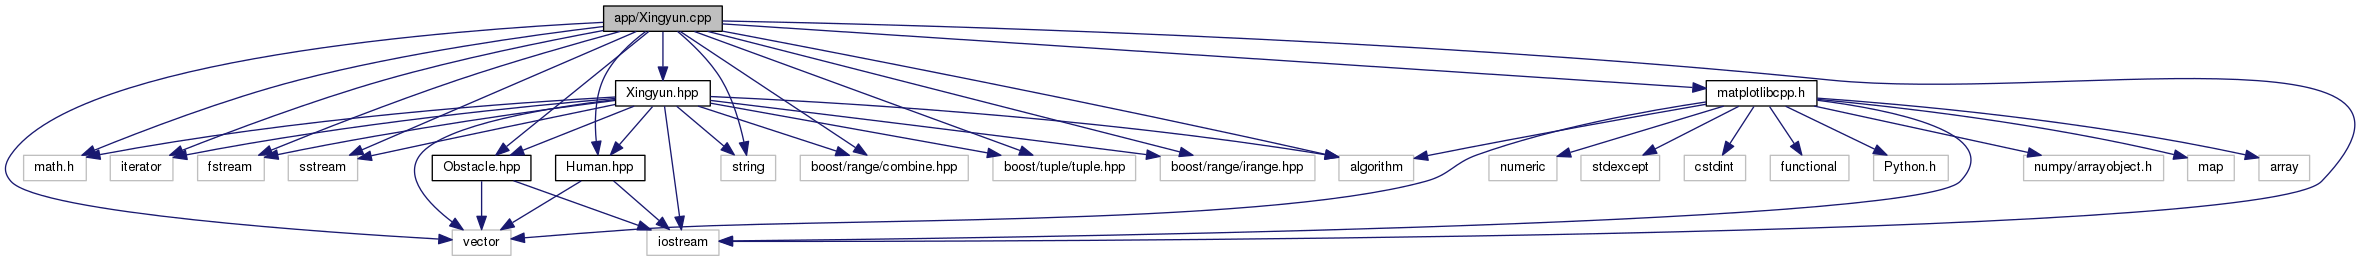 app/Xingyun.cpp
Xingyun.hpp
matplotlibcpp.h
math.h
iterator
fstream
sstream
Obstacle.hpp
Human.hpp
string
boost/range/combine.hpp
boost/tuple/tuple.hpp
boost/range/irange.hpp
algorithm
numeric
stdexcept
cstdint
functional
Python.h
numpy/arrayobject.h
map
array
vector
iostream